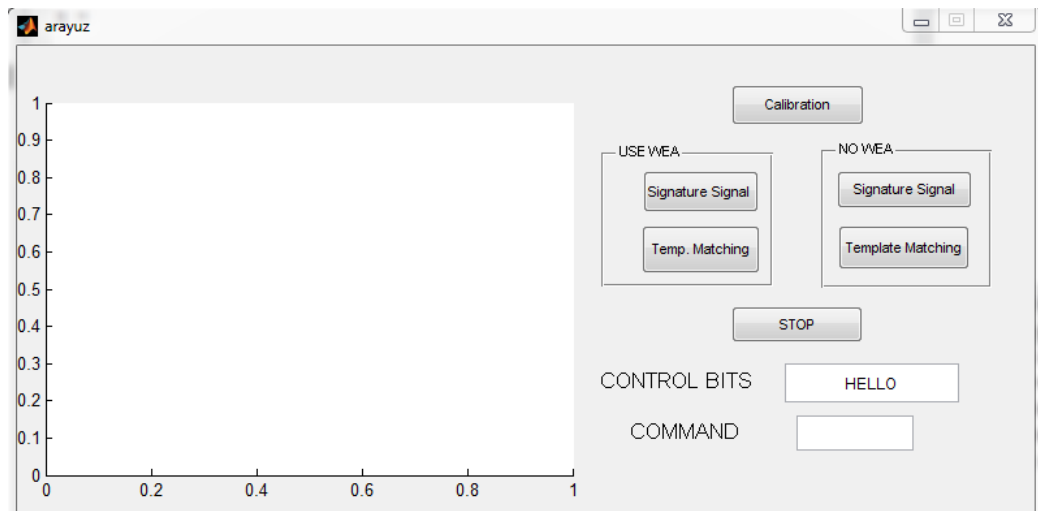 arayuz
1
0.9
0.8
0.7
0.6
0.5
0.4
0.3
0.2
0.1
0
0 0.2 0.4 0.6 0.8 1
Calibration
USE WEA
Signature Signal
Temp. Matching
NO WEA
Signature Signal
Template Matching
STOP
CONTROL BITS HELLO
COMMAND